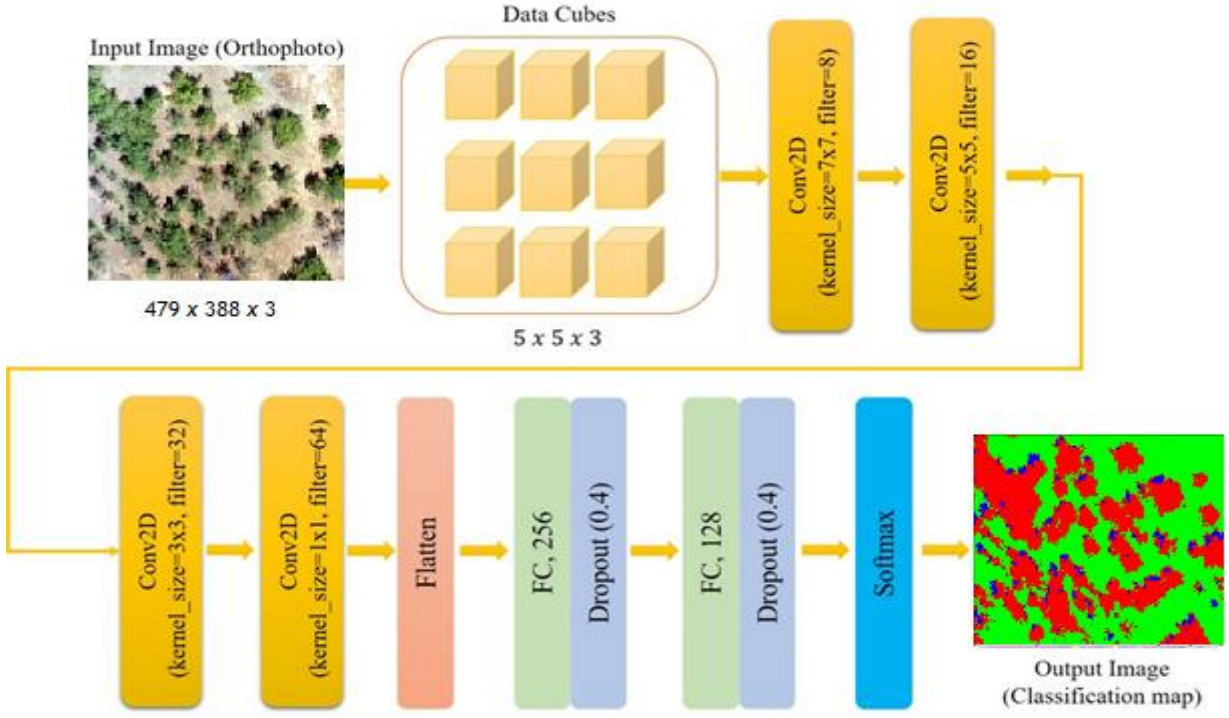 Data Cubes
Input Image (Orthophoto)
479 x 388 x 3
5 x 5 x 3
Conv2D
(kernel_size=7x7, filter=8)
Conv2D
(kernel_size=5x5, filter=16)
Conv2D
(kernel_size=3x3, filter=32)
Conv2D
(kernel_size=1x1, filter=64)
Flatten
FC, 256
Dropout (0.4)
FC, 128
Dropout (0.4)
Softmax
Output Image
(Classification map)